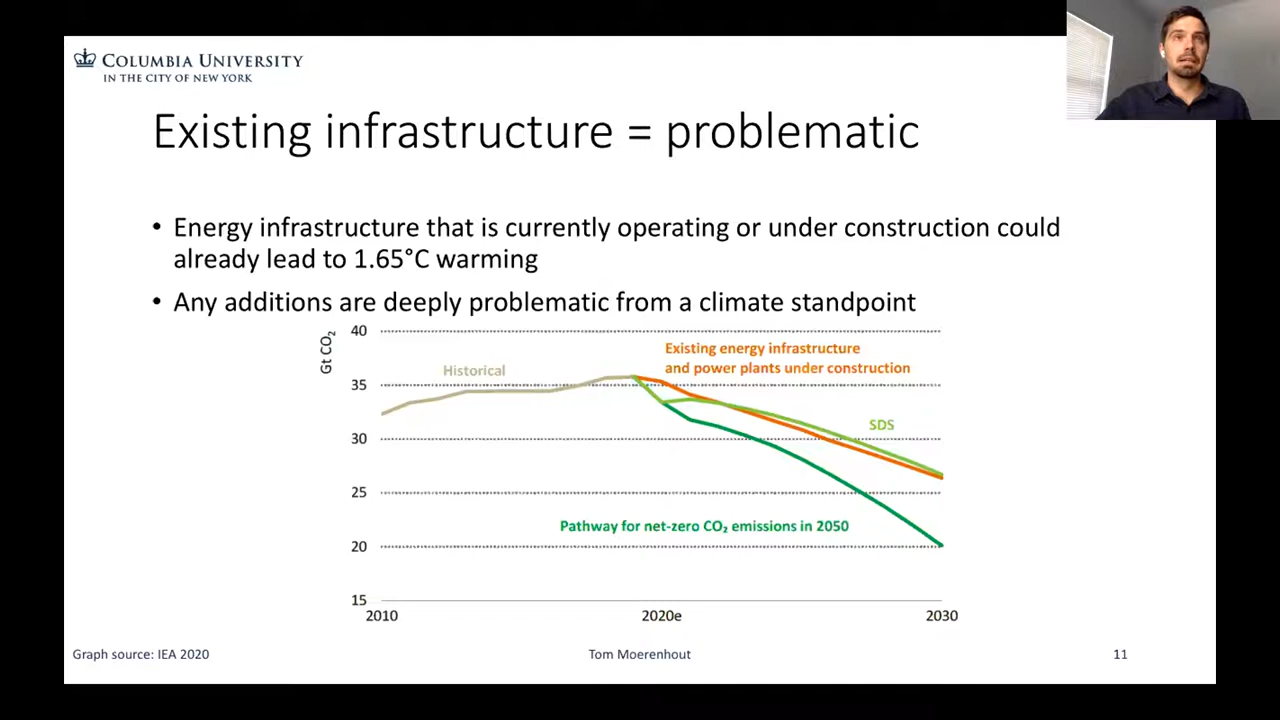 COLUMBIA UNIVERSITY
IN THE CITY OF NEW YORK
Existing infrastructure = problematic
• Energy infrastructure that is currently operating or under construction could
already lead to 1.65°C warming
• Any additions are deeply problematic from a climate standpoint
Gt CO₂
40
35
30
25
20
15
Historical
Existing energy infrastructure
and power plants under construction
SDS
Pathway for net-zero CO₂ emissions in 2050
2010
2020e
2030
Graph source: IEA 2020
Tom Moerenhout
11